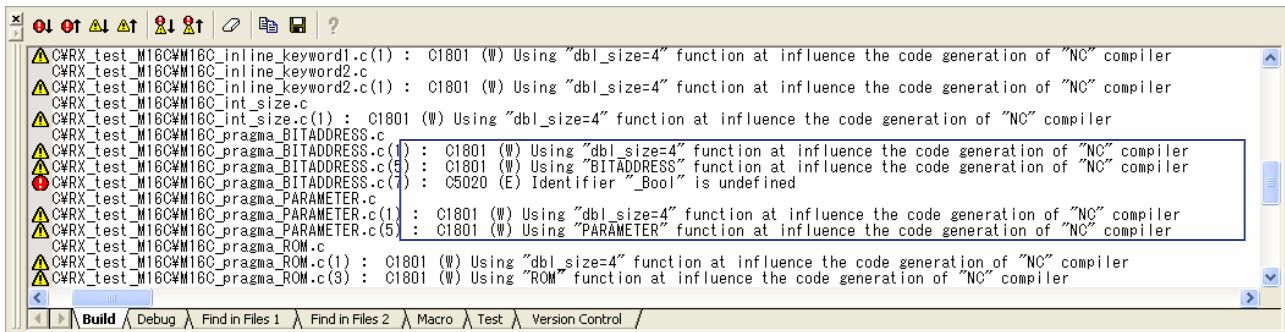 C¥RX_test_M16C¥M16C_inline_keyword1.c(1) :  C1801 (W) Using "dbl_size=4" function at influence the code generation of "NC" compiler
C¥RX_test_M16C¥M16C_inline_keyword2.c
C¥RX_test_M16C¥M16C_inline_keyword2.c(1) :  C1801 (W) Using "dbl_size=4" function at influence the code generation of "NC" compiler
C¥RX_test_M16C¥M16C_int_size.c
C¥RX_test_M16C¥M16C_int_size.c(1) :  C1801 (W) Using "dbl_size=4" function at influence the code generation of "NC" compiler
C¥RX_test_M16C¥M16C_pragma_BITADDRESS.c
C¥RX_test_M16C¥M16C_pragma_BITADDRESS.c(1) :  C1801 (W) Using "dbl_size=4" function at influence the code generation of "NC" compiler
C¥RX_test_M16C¥M16C_pragma_BITADDRESS.c(5) :  C1801 (W) Using "BITADDRESS" function at influence the code generation of "NC" compiler
C¥RX_test_M16C¥M16C_pragma_BITADDRESS.c(7) :  C5020 (E) Identifier "_Bool" is undefined
C¥RX_test_M16C¥M16C_pragma_PARAMETER.c
C¥RX_test_M16C¥M16C_pragma_PARAMETER.c(1) :  C1801 (W) Using "dbl_size=4" function at influence the code generation of "NC" compiler
C¥RX_test_M16C¥M16C_pragma_PARAMETER.c(5) :  C1801 (W) Using "PARAMETER" function at influence the code generation of "NC" compiler
C¥RX_test_M16C¥M16C_pragma_ROM.c
C¥RX_test_M16C¥M16C_pragma_ROM.c(1) :  C1801 (W) Using "dbl_size=4" function at influence the code generation of "NC" compiler
C¥RX_test_M16C¥M16C_pragma_ROM.c(3) :  C1801 (W) Using "ROM" function at influence the code generation of "NC" compiler
Build Debug Find in Files 1 Find in Files 2 Macro Test Version Control